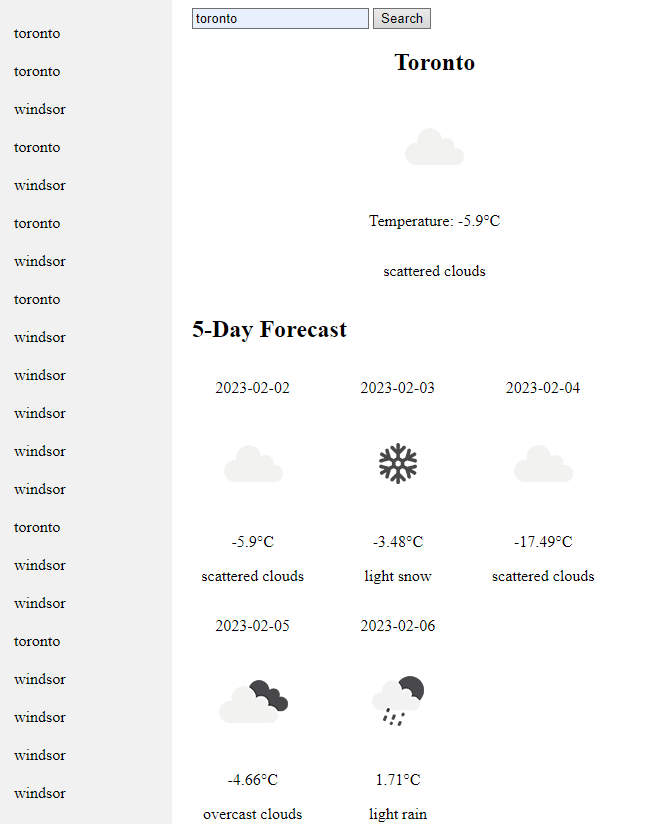 toronto
toronto
windsor
toronto
windsor
toronto
windsor
toronto
windsor
windsor
windsor
windsor
windsor
toronto
windsor
windsor
toronto
windsor
windsor
windsor
windsor
toronto Search
Toronto
Temperature: -5.9°C
scattered clouds
5-Day Forecast
2023-02-02 2023-02-03 2023-02-04
-5.9°C -3.48°C -17.49°C
scattered clouds light snow scattered clouds
2023-02-05 2023-02-06
-4.66°C 1.71°C
overcast clouds light rain